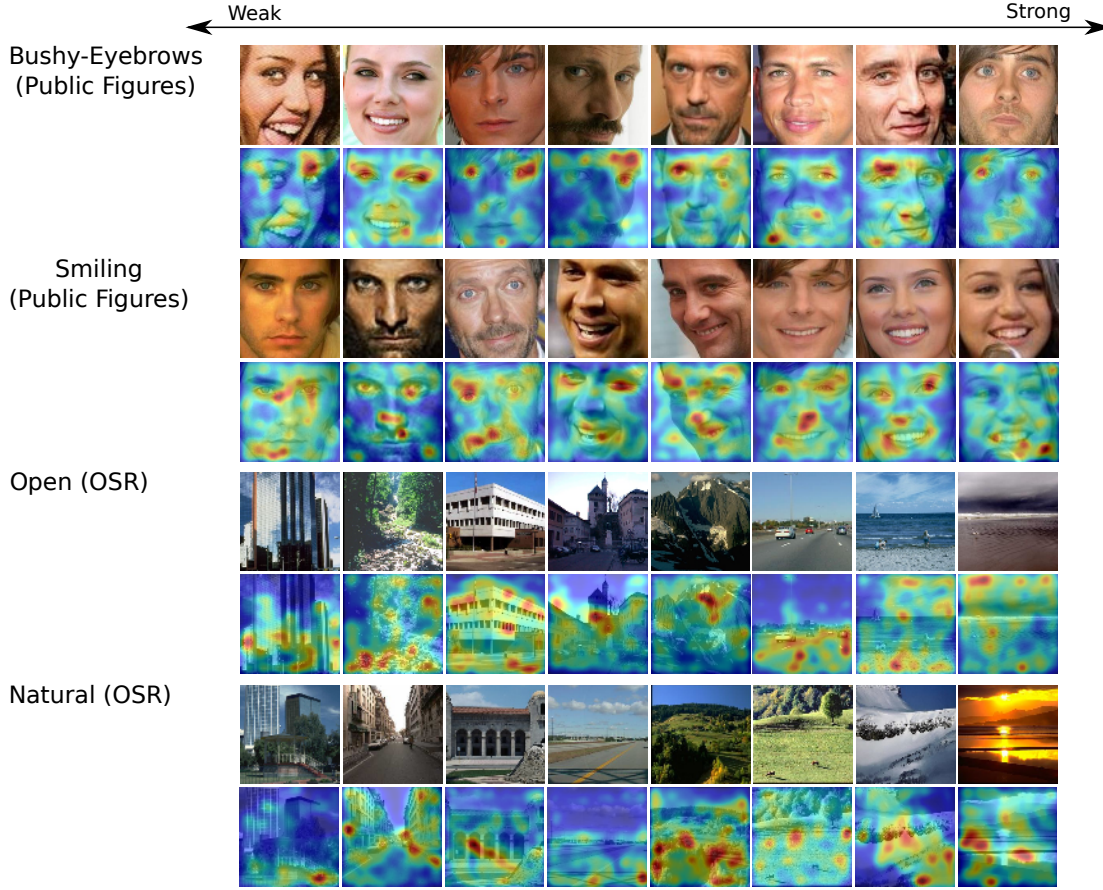 Weak
Strong
Bushy-Eyebrows
(Public Figures)
Smiling
(Public Figures)
Open (OSR)
Natural (OSR)